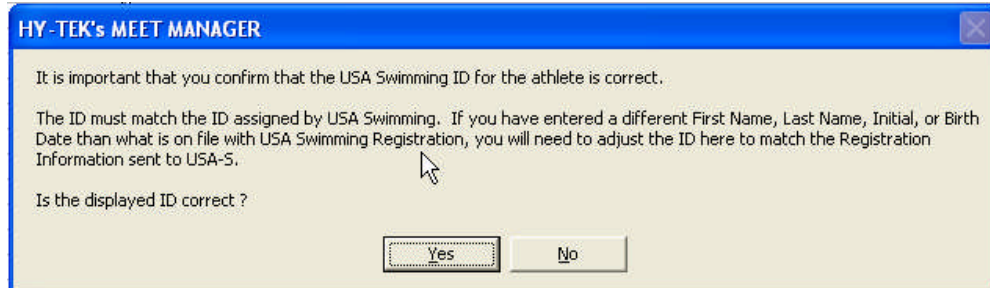 HY-TEK's MEET MANAGER
It is important that you confirm that the USA Swimming ID for the athlete is correct.
The ID must match the ID assigned by USA Swimming. If you have entered a different First Name, Last Name, Initial, or Birth
Date than what is on file with USA Swimming Registration, you will need to adjust the ID here to match the Registration
Information sent to USA-S.
Is the displayed ID correct ?
Yes No